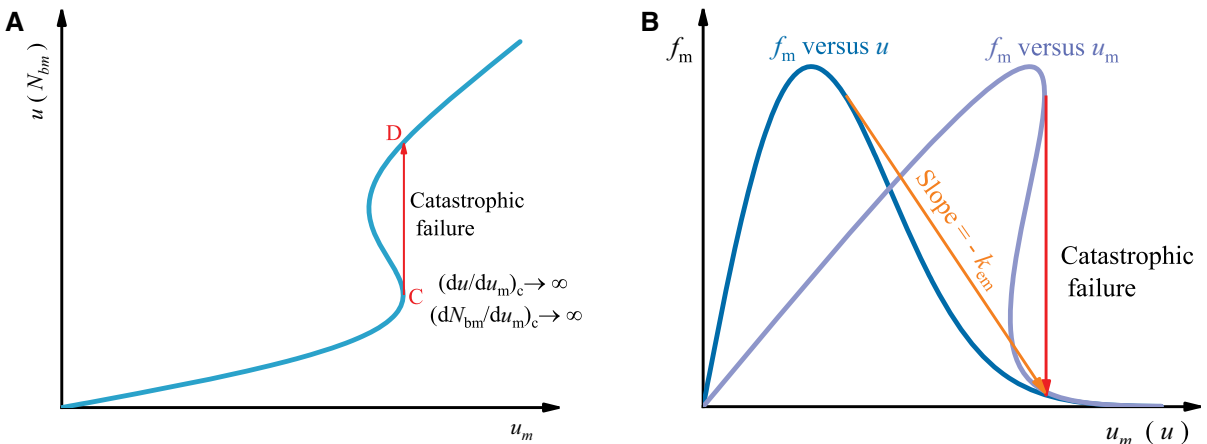 A
u ( N_bm )
D
Catastrophic
failure
(du/du_m)_c→ ∞
C
(dN_bm/du_m)_c→ ∞
u_m
B
f_m
f_m versus u
f_m versus u_m
Slope = - k_em
Catastrophic
failure
u_m ( u )